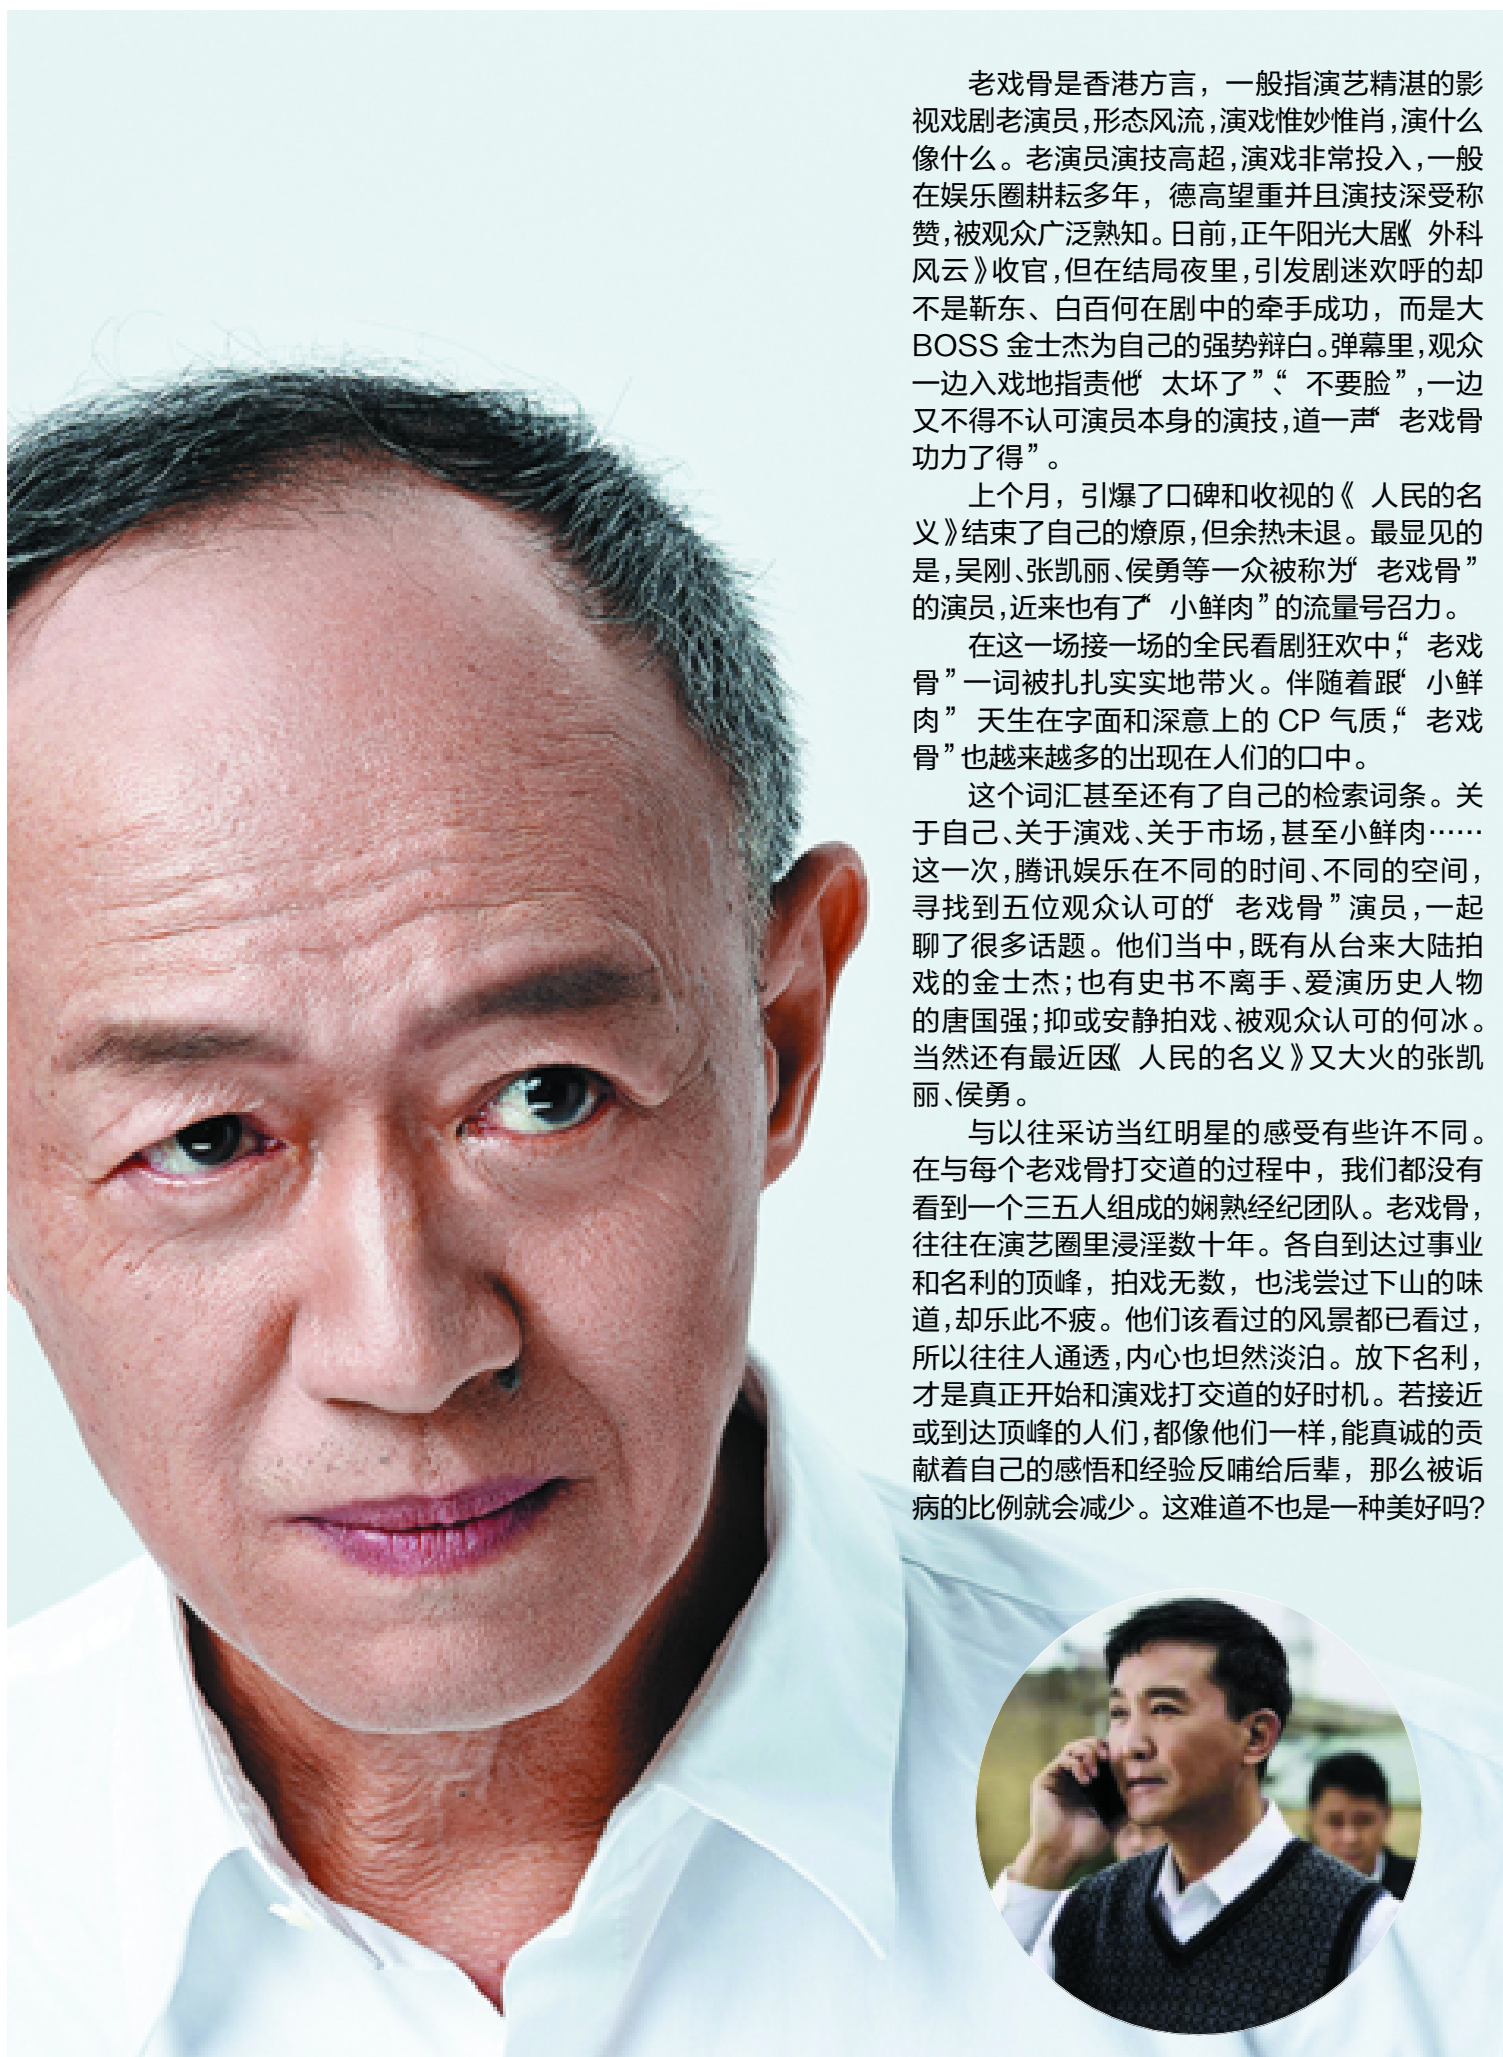 老戏骨是香港方言，一般指演艺精湛的影
视戏剧老演员，形态风流，演戏惟妙惟肖，演什么
像什么。老演员演技高超，演戏非常投入，一般
在娱乐圈耕耘多年，德高望重并且演技深受称
赞，被观众广泛熟知。日前，正午阳光大剧《外科
风云》收官，但在结局夜里，引发剧迷欢呼的却
不是靳东、白百何在剧中的牵手成功，而是大
BOSS 金士杰为自己的强势辩白。弹幕里，观众
一边入戏地指责他“太坏了”、“不要脸”，一边
又不得不认可演员本身的演技，道一声“老戏骨
功力了得”。
上个月，引爆了口碑和收视的《人民的名
义》结束了自己的燎原，但余热未退。最显见的
是，吴刚、张凯丽、侯勇等一众被称为“老戏骨”
的演员，近来也有了“小鲜肉”的流量号召力。
在这一场接一场的全民看剧狂欢中，“老戏
骨”一词被扎扎实实地带火。伴随着跟“小鲜
肉”天生在字面和深意上的 CP 气质，“老戏
骨”也越来越多的出现在人们的口中。
这个词汇甚至还有了自己的检索词条。关
于自己、关于演戏、关于市场，甚至小鲜肉……
这一次，腾讯娱乐在不同的时间、不同的空间，
寻找到五位观众认可的“老戏骨”演员，一起
聊了很多话题。他们当中，既有从台来大陆拍
戏的金士杰；也有史书不离手、爱演历史人物
的唐国强；抑或安静拍戏、被观众认可的何冰。
当然还有最近因《人民的名义》又大火的张凯
丽、侯勇。
与以往采访当红明星的感受有些许不同。
在与每个老戏骨打交道的过程中，我们都没有
看到一个三五人组成的娴熟经纪团队。老戏骨，
往往在演艺圈里浸淫数十年。各自到达过事业
和名利的顶峰，拍戏无数，也浅尝过下山的味
道，却乐此不疲。他们该看过的风景都已看过，
所以往往人通透，内心也坦然淡泊。放下名利，
才是真正开始和演戏打交道的好时机。若接近
或到达顶峰的人们，都像他们一样，能真诚的贡
献着自己的感悟和经验反哺给后辈，那么被诟
病的比例就会减少。这难道不也是一种美好吗？